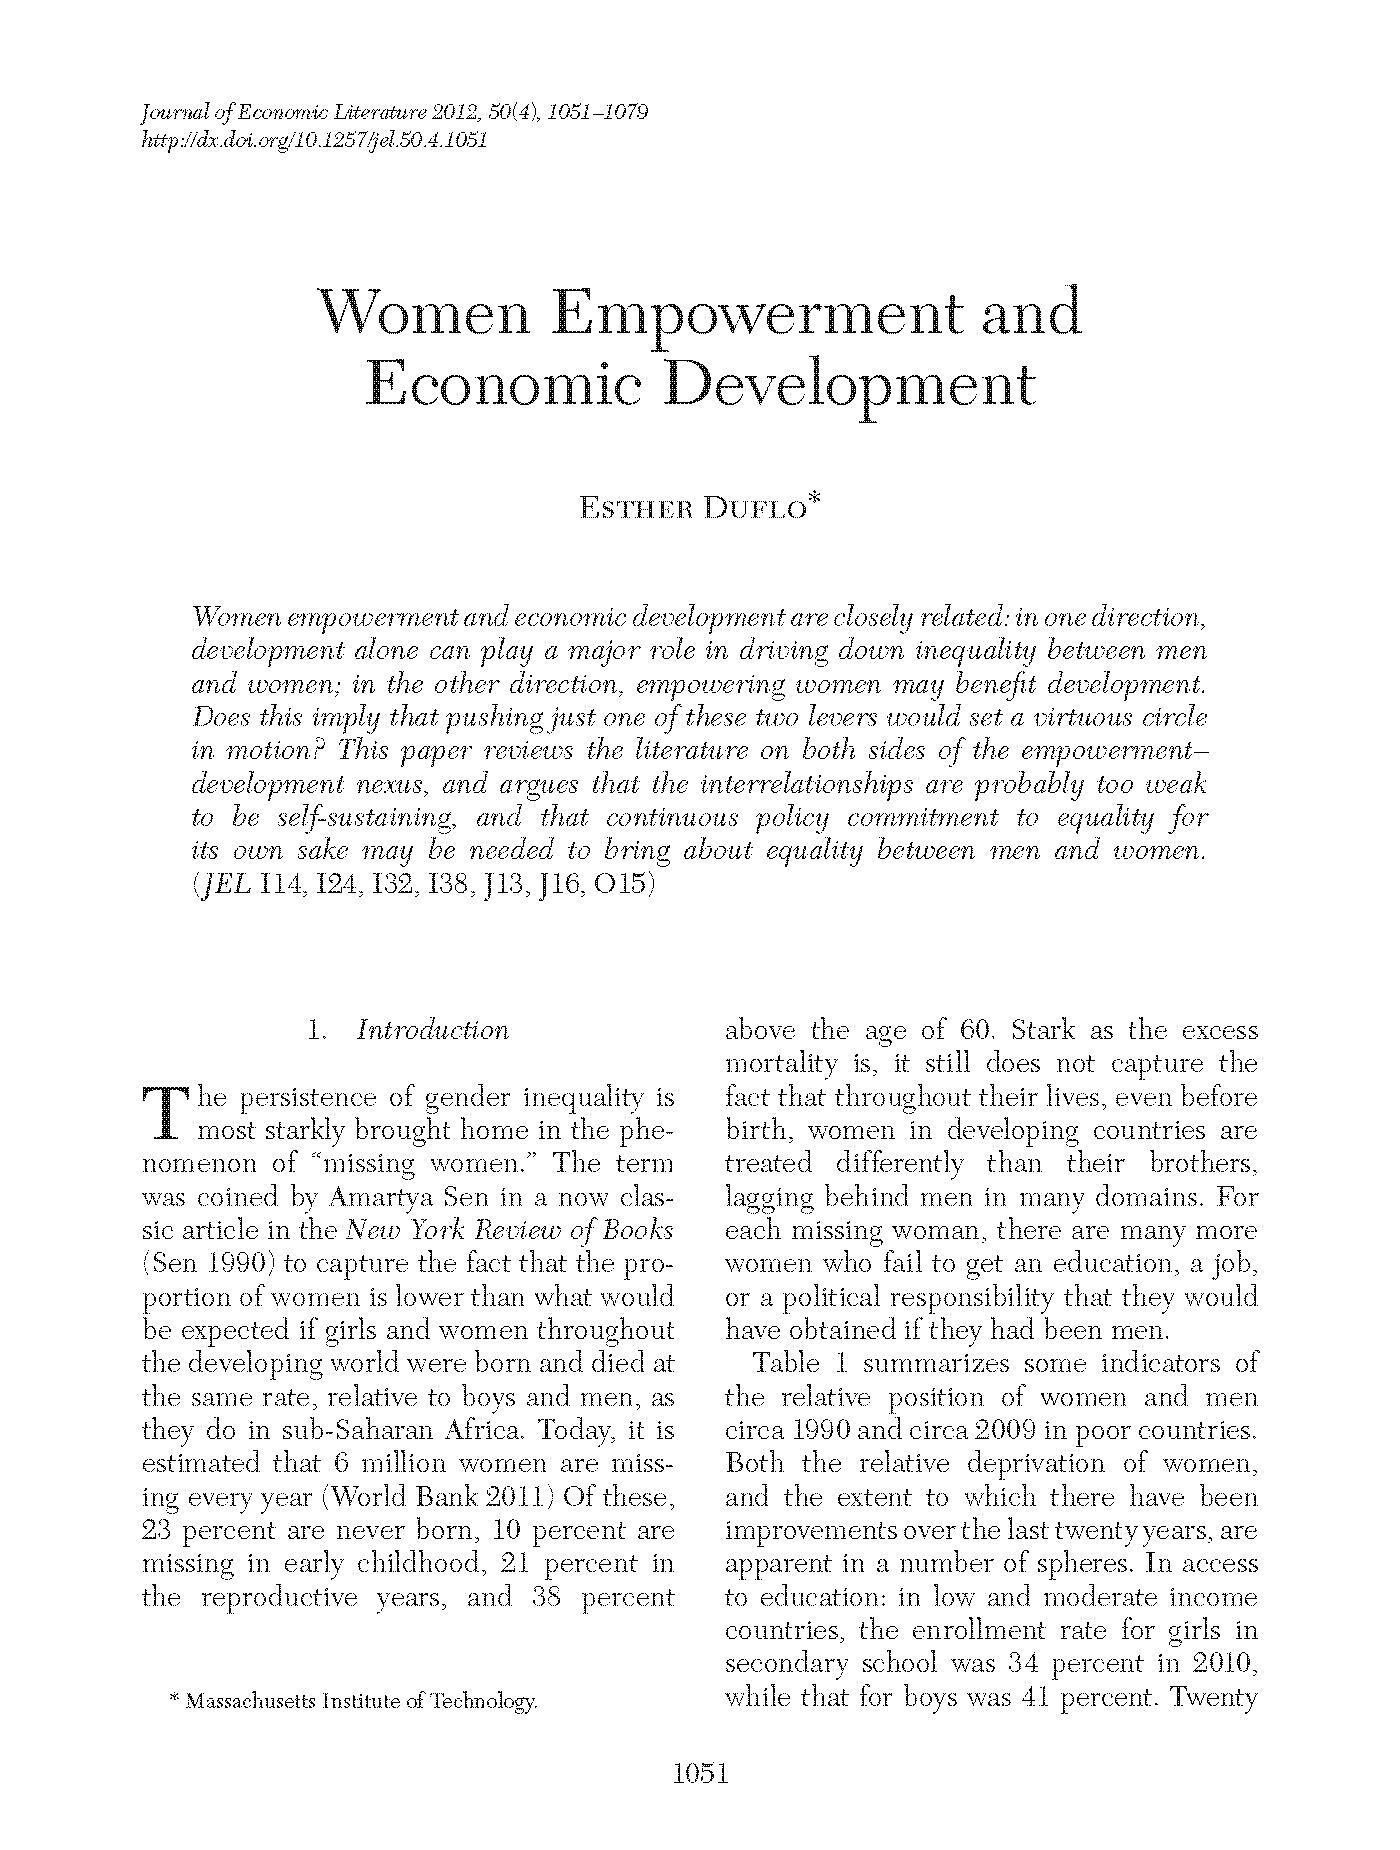 Journal of Economic Literature 2012, 50(4), 1051–1079
http://dx.doi.org/10.1257/jel.50.4.1051
Women Empowerment and
Economic Development
Esther Duflo*
Women empowerment and economic development are closely related: in one direction,
development alone can play a major role in driving down inequality between men
and women; in the other direction, empowering women may benefit development.
Does this imply that pushing just one of these two levers would set a virtuous circle
in motion? This paper reviews the literature on both sides of the empowerment–
development nexus, and argues that the interrelationships are probably too weak
to be self-sustaining, and that continuous policy commitment to equality for
its own sake may be needed to bring about equality between men and women.
(JEL I14, I24, I32, I38, J13, J16, O15)
1. Introduction
The persistence of gender inequality is
most starkly brought home in the phe-
nomenon of “missing women.” The term
was coined by Amartya Sen in a now clas-
sic article in the New York Review of Books
(Sen 1990) to capture the fact that the pro-
portion of women is lower than what would
be expected if girls and women throughout
the developing world were born and died at
the same rate, relative to boys and men, as
they do in sub-Saharan Africa. Today, it is
estimated that 6 million women are miss-
ing every year (World Bank 2011) Of these,
23 percent are never born, 10 percent are
missing in early childhood, 21 percent in
the reproductive years, and 38 percent
* Massachusetts Institute of Technology.
above the age of 60. Stark as the excess
mortality is, it still does not capture the
fact that throughout their lives, even before
birth, women in developing countries are
treated differently than their brothers,
lagging behind men in many domains. For
each missing woman, there are many more
women who fail to get an education, a job,
or a political responsibility that they would
have obtained if they had been men.
Table 1 summarizes some indicators of
the relative position of women and men
circa 1990 and circa 2009 in poor countries.
Both the relative deprivation of women,
and the extent to which there have been
improvements over the last twenty years, are
apparent in a number of spheres. In access
to education: in low and moderate income
countries, the enrollment rate for girls in
secondary school was 34 percent in 2010,
while that for boys was 41 percent. Twenty
1051